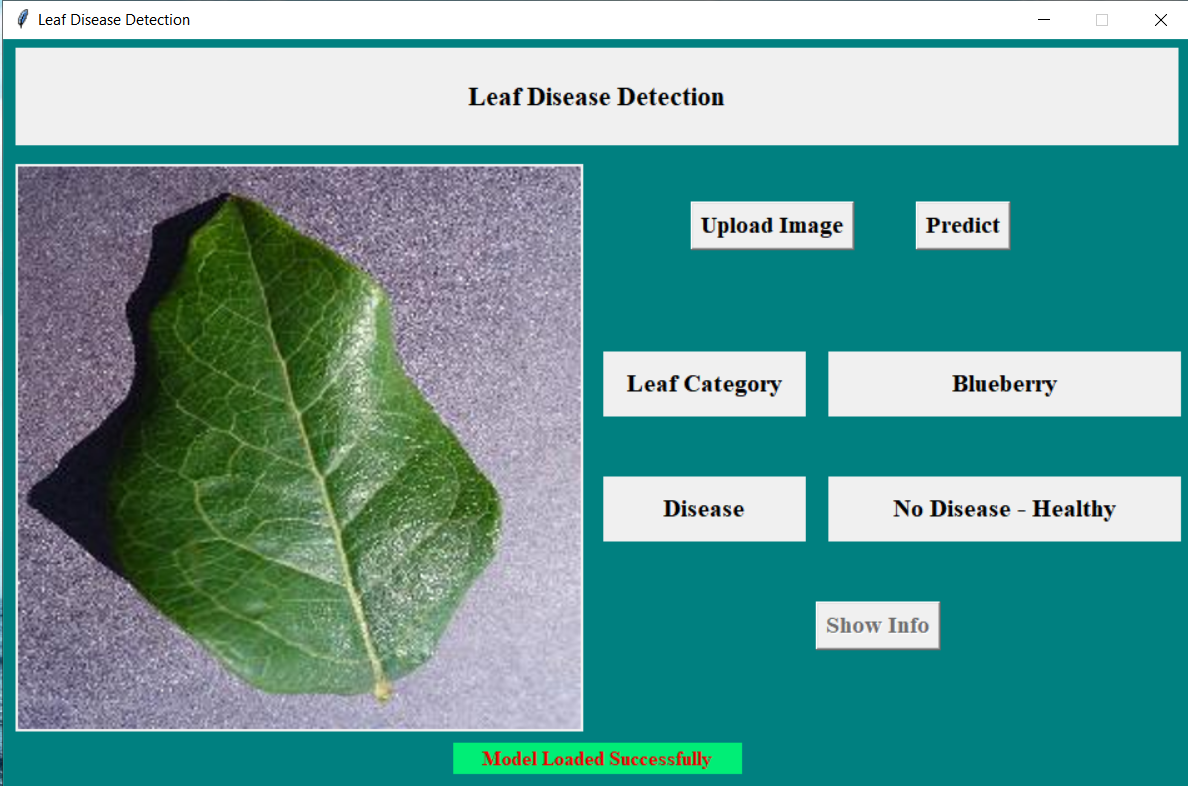 Leaf Disease Detection
Leaf Disease Detection
Upload Image
Predict
Leaf Category
Blueberry
Disease
No Disease - Healthy
Show Info
Model Loaded Successfully